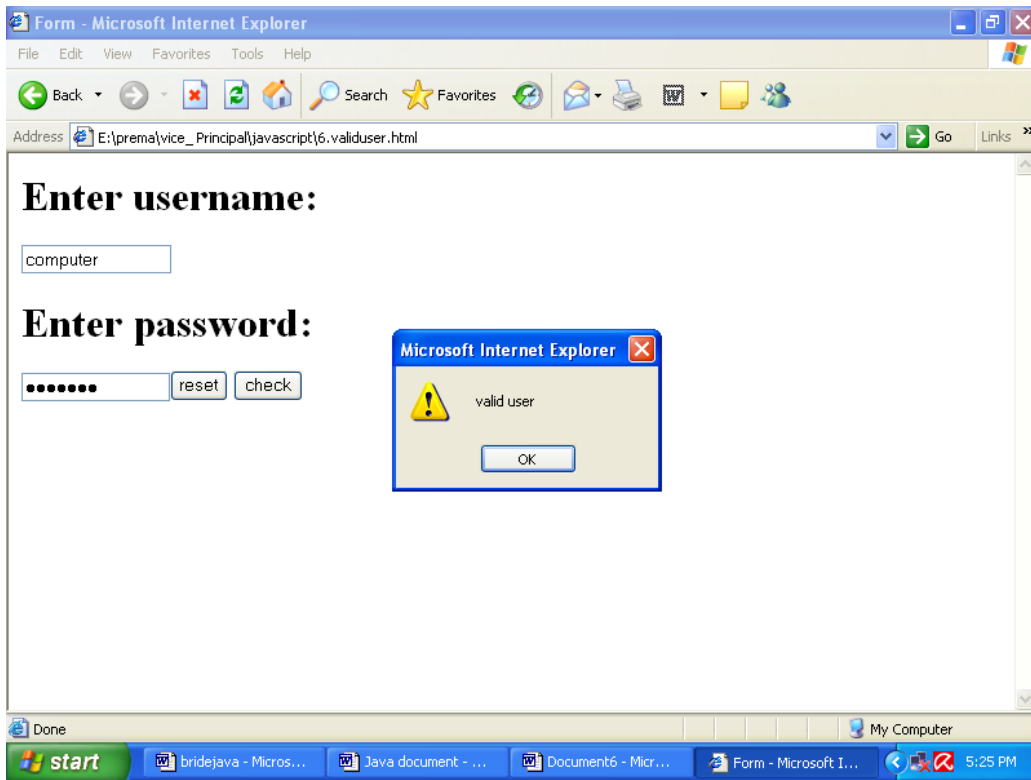 Form - Microsoft Internet Explorer
File Edit View Favorites Tools Help
Back Search Favorites
Address E:\prema\vice_ Principal\javascript\6.validuser.html Go Links »
Enter username:
computer
Enter password:
••••••• reset check
Microsoft Internet Explorer
valid user
OK
Done My Computer
start bridejava - Micros... Java document - ... Document6 - Micr... Form - Microsoft I... 5:25 PM